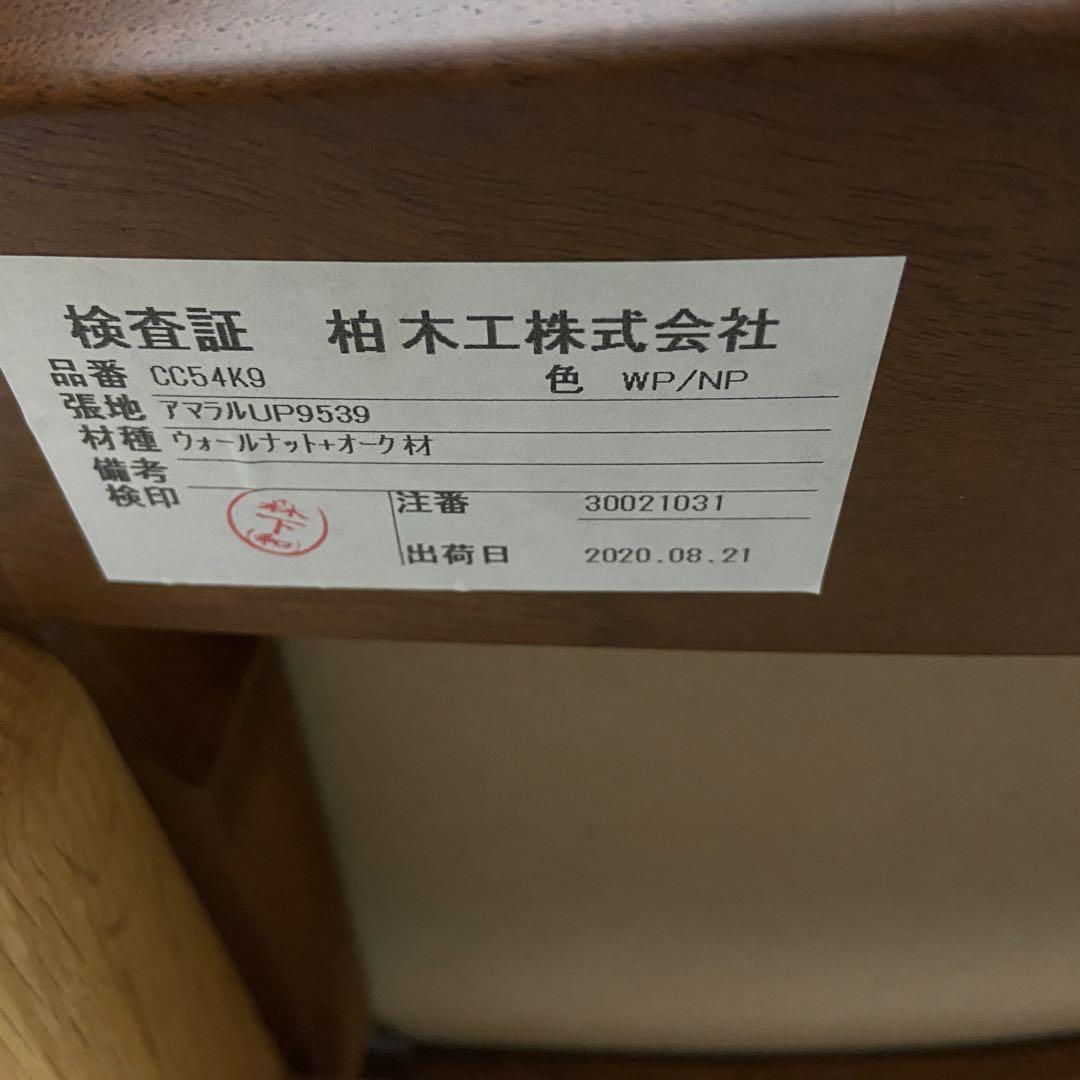 検査証 柏木工株式会社
品番 CC54K9 色 WP/NP
張地 アマラルUP9539
材種 ウォールナット+オーク材
備考
検印 注番 30021031
出荷日 2020.08.21